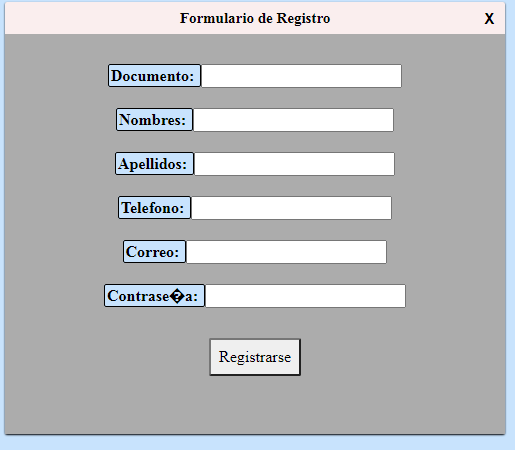 Formulario de Registro X
Documento:
Nombres:
Apellidos:
Telefono:
Correo:
Contrase�a:
Registrarse